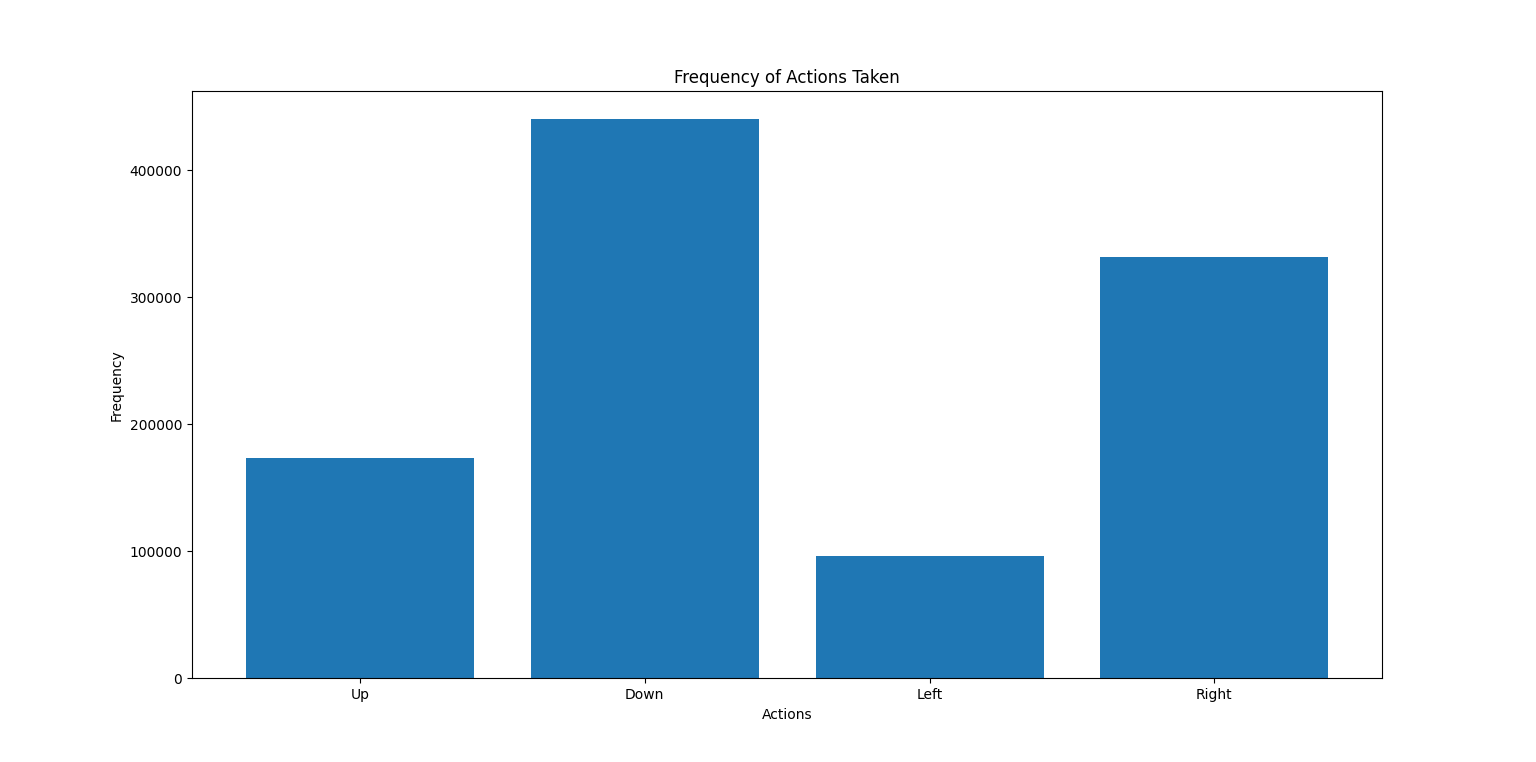 Frequency of Actions Taken
Frequency
400000
300000
200000
100000
0
Up Down Left Right
Actions